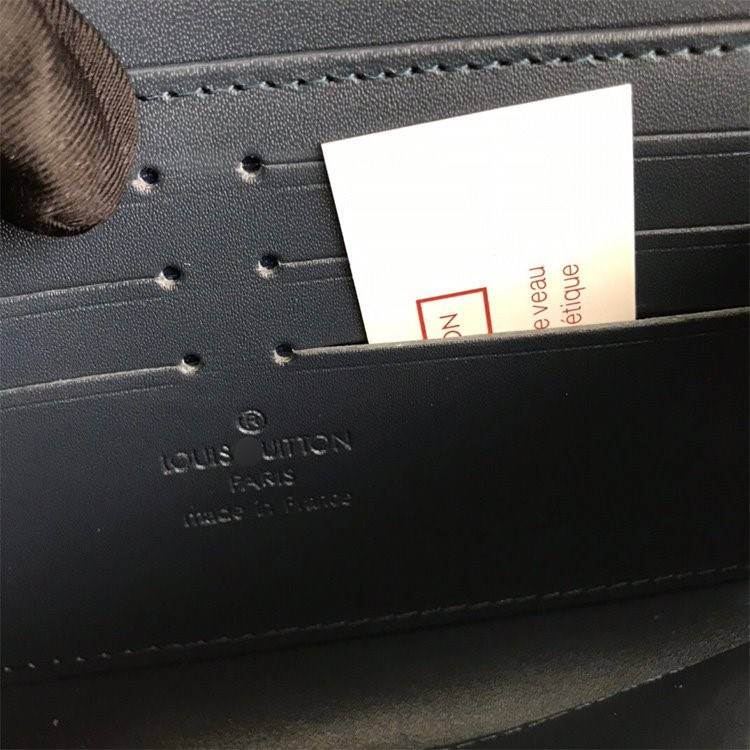 ON
e veau
étique
®
LOUIS UITTON
PARIS
made in France